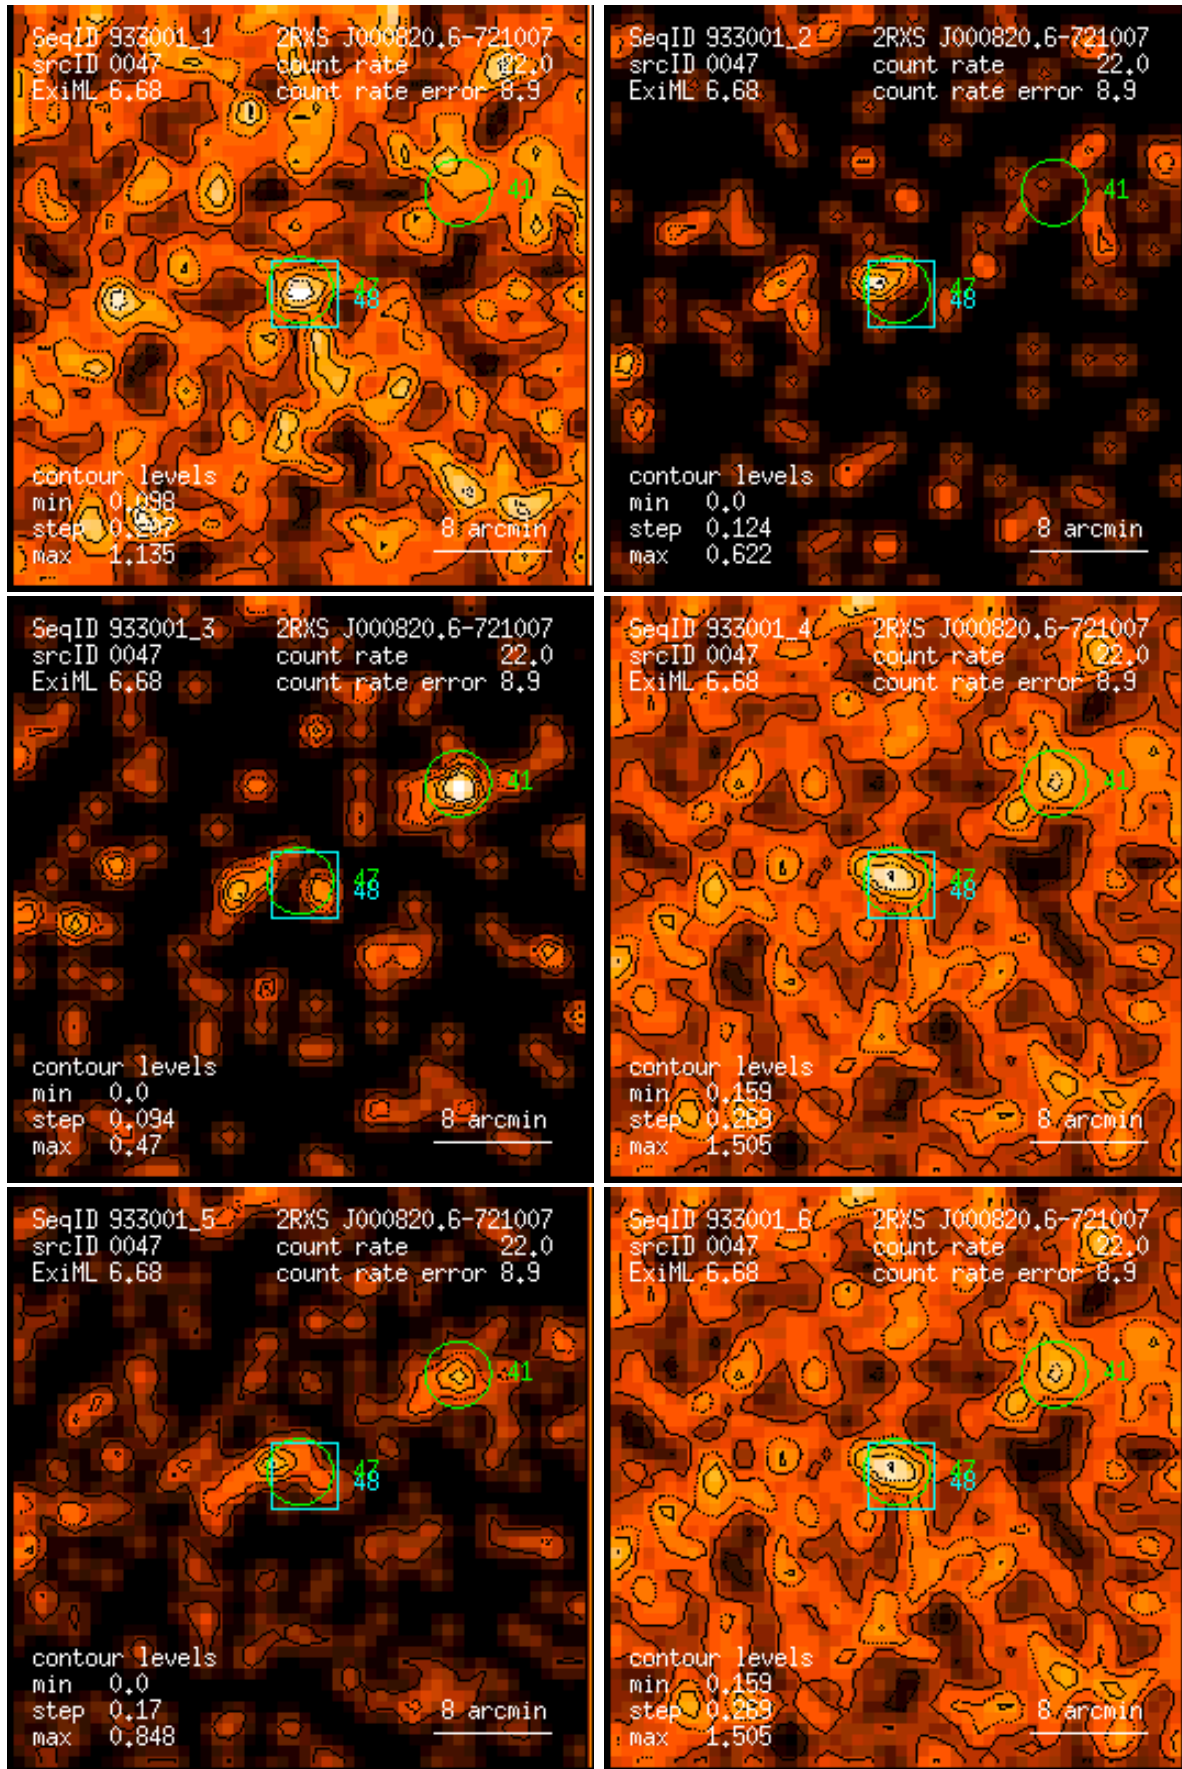 SeqID 933001_1 2RXS J000820.6-721007
srcID 0047 count rate 22.0
ExiML 6.68 count rate error 8.9
41
47
48
contour levels
min 0.098
step 0.207
max 1.135
8 arcmin
SeqID 933001_2 2RXS J000820.6-721007
srcID 0047 count rate 22.0
ExiML 6.68 count rate error 8.9
41
47
48
contour levels
min 0.0
step 0.124
max 0.622
8 arcmin
SeqID 933001_3 2RXS J000820.6-721007
srcID 0047 count rate 22.0
ExiML 6.68 count rate error 8.9
41
47
48
contour levels
min 0.0
step 0.094
max 0.47
8 arcmin
SeqID 933001_4 2RXS J000820.6-721007
srcID 0047 count rate 22.0
ExiML 6.68 count rate error 8.9
41
47
48
contour levels
min 0.159
step 0.269
max 1.505
8 arcmin
SeqID 933001_5 2RXS J000820.6-721007
srcID 0047 count rate 22.0
ExiML 6.68 count rate error 8.9
41
47
48
contour levels
min 0.0
step 0.17
max 0.848
8 arcmin
SeqID 933001_6 2RXS J000820.6-721007
srcID 0047 count rate 22.0
ExiML 6.68 count rate error 8.9
41
47
48
contour levels
min 0.159
step 0.269
max 1.505
8 arcmin